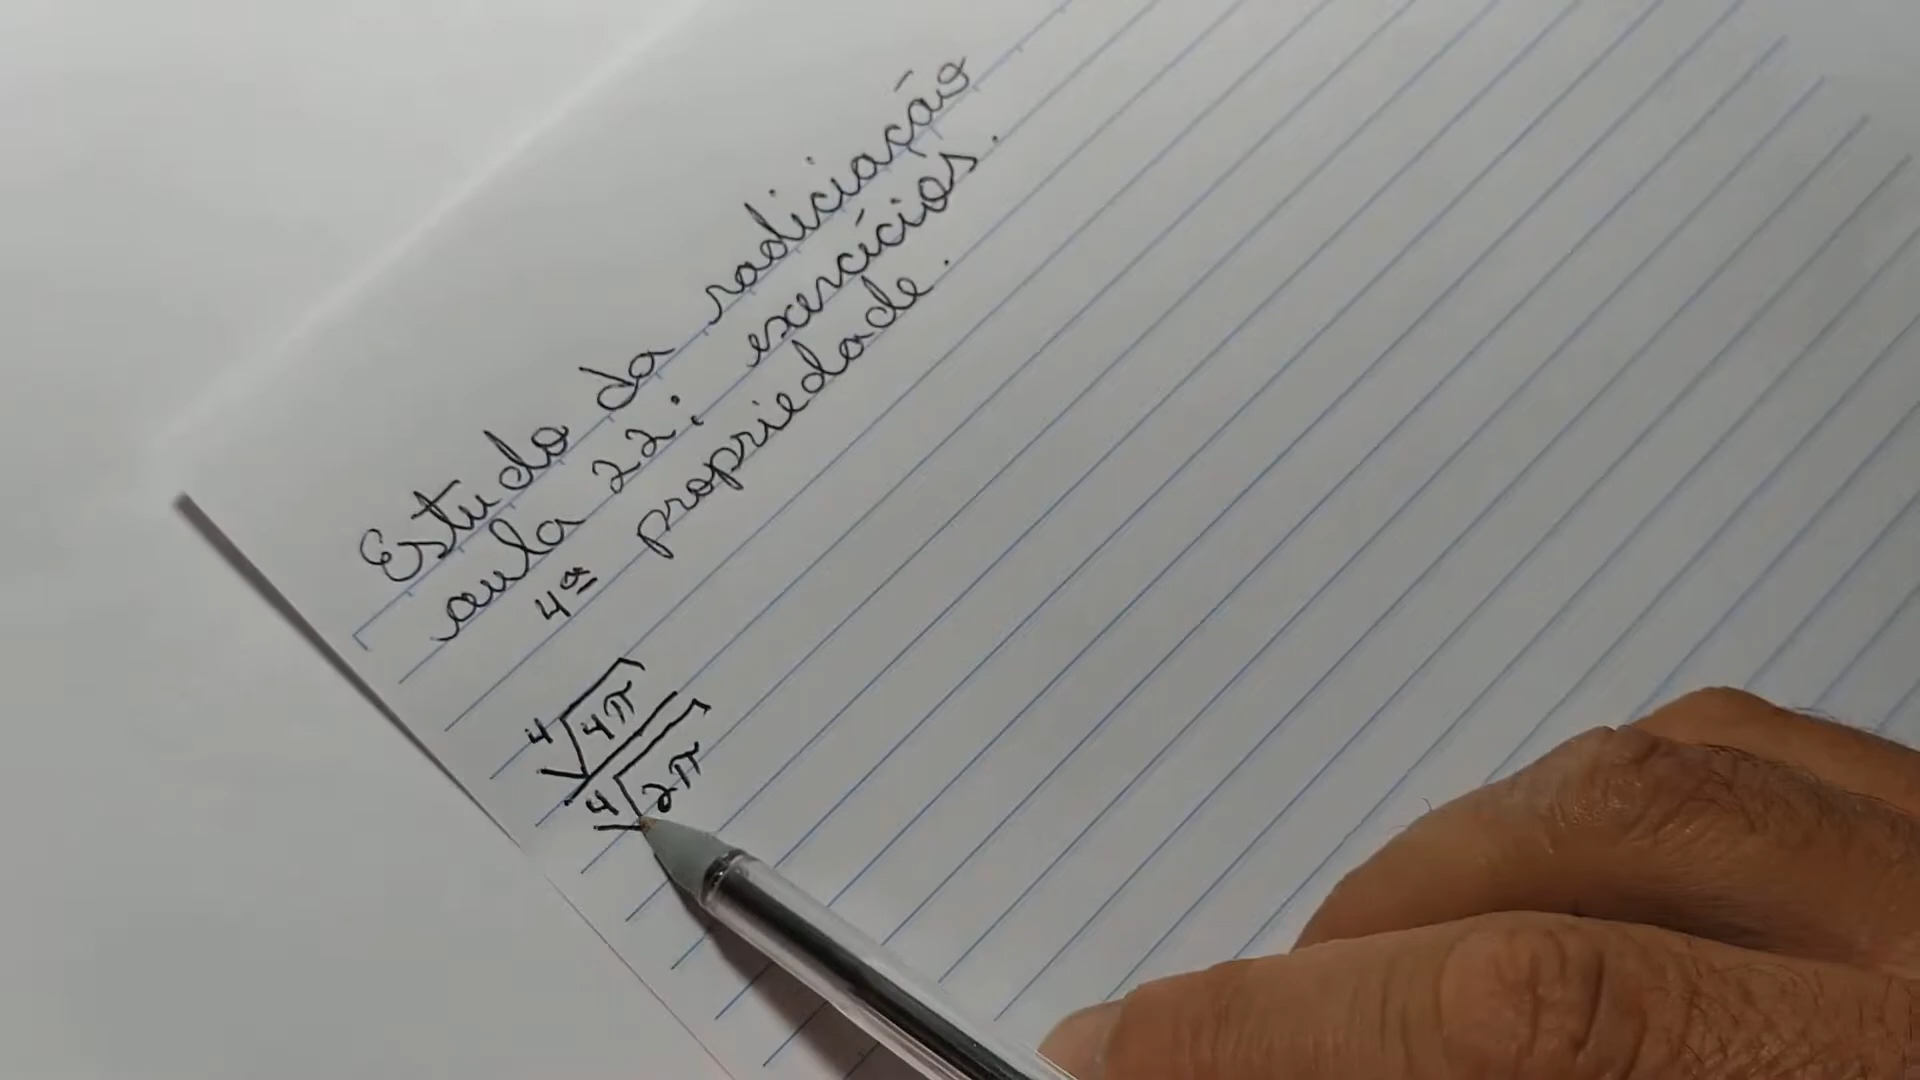 Estudo da radiciação
aula 22: exercícios.
4ª propriedade.
⁴√4π
⁴√2π